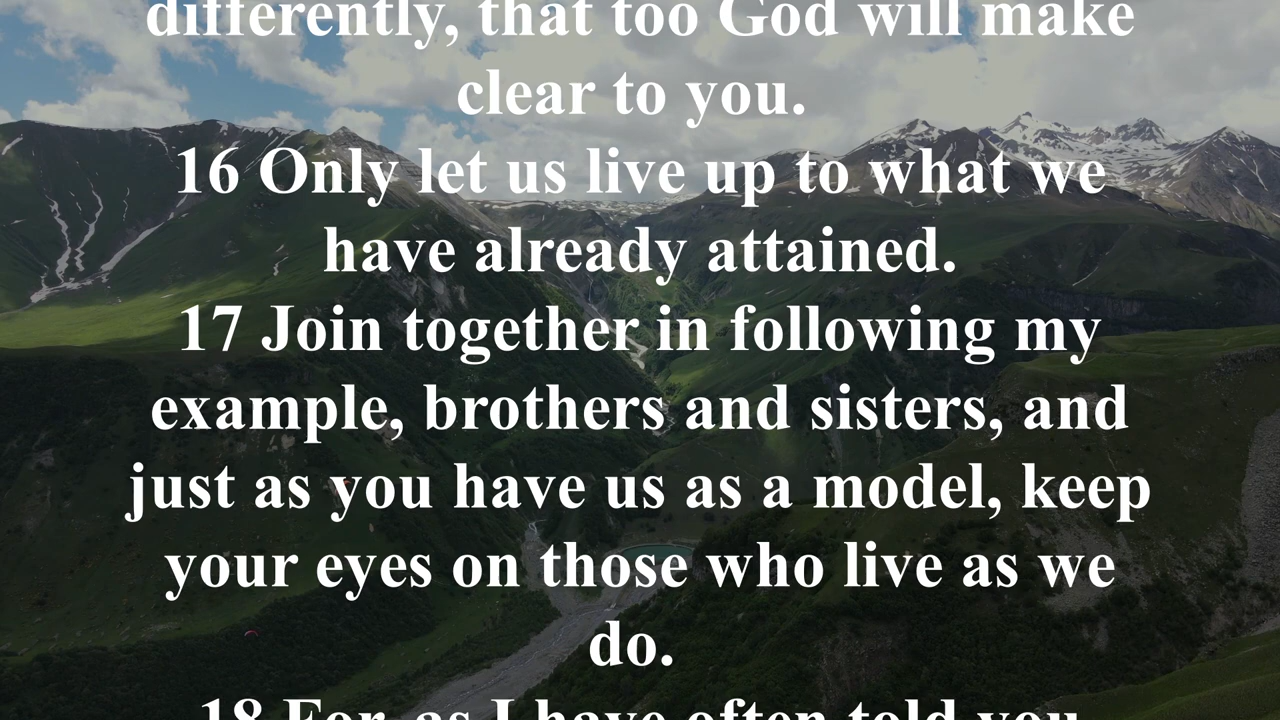 differently, that too God will make
clear to you.
16 Only let us live up to what we
have already attained.
17 Join together in following my
example, brothers and sisters, and
just as you have us as a model, keep
your eyes on those who live as we
do.
18 For, as I have often told you